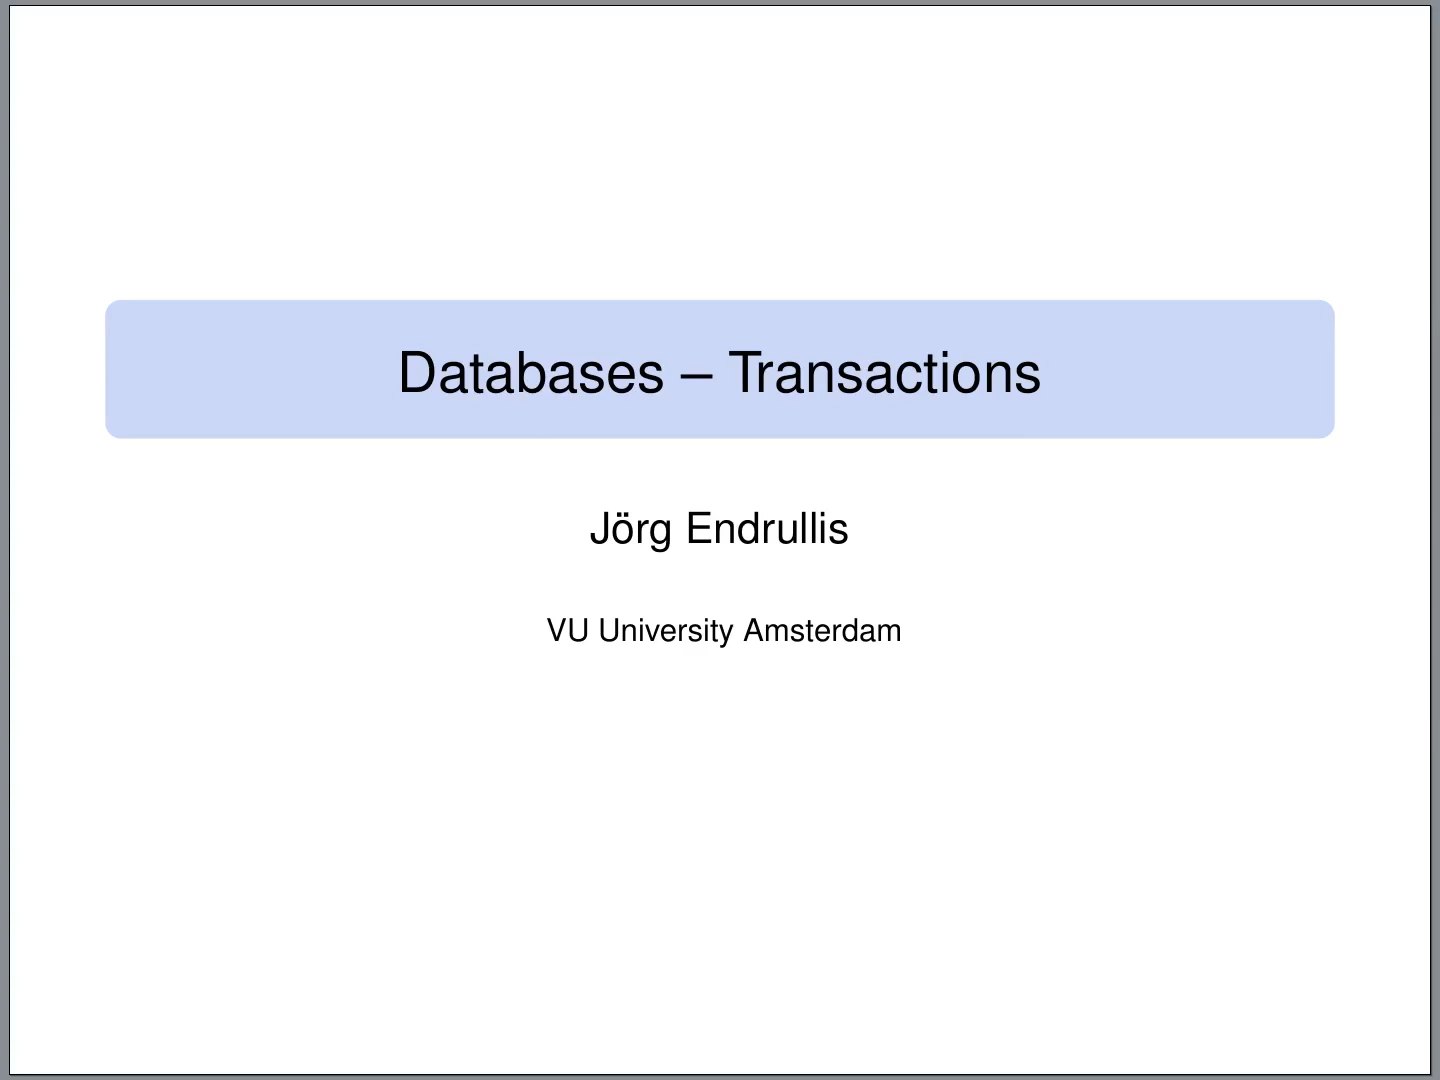 Databases – Transactions
Jörg Endrullis
VU University Amsterdam